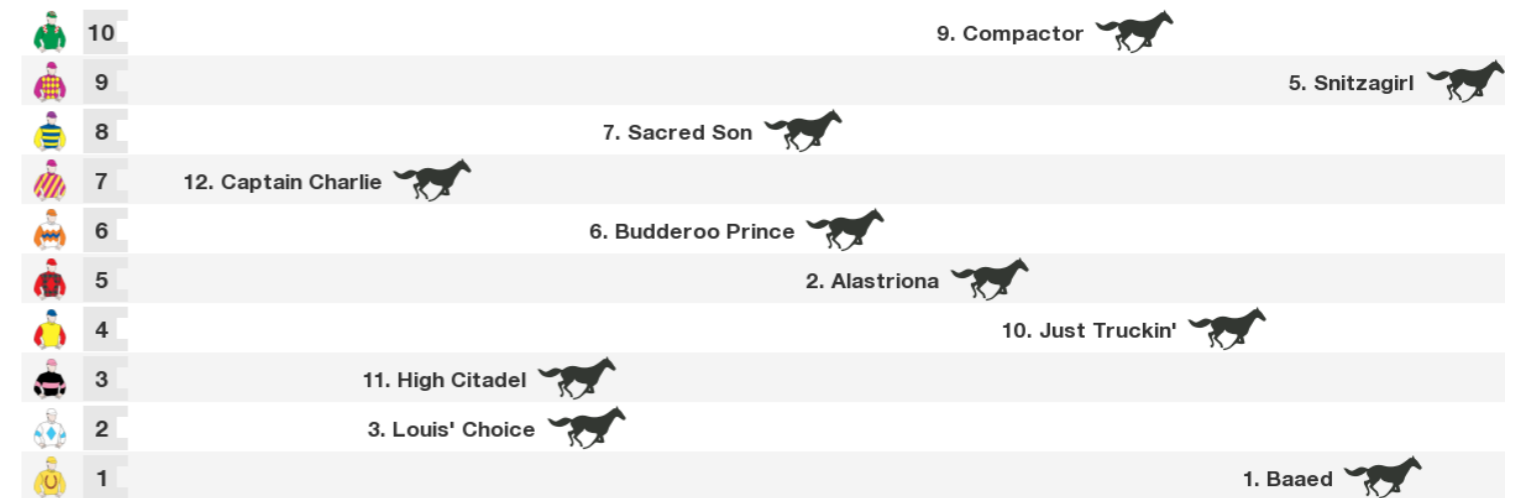 10 9. Compactor
9 5. Snitzagirl
8 7. Sacred Son
7 12. Captain Charlie
6 6. Budderoo Prince
5 2. Alastriona
4 10. Just Truckin'
3 11. High Citadel
2 3. Louis' Choice
1 1. Baaed